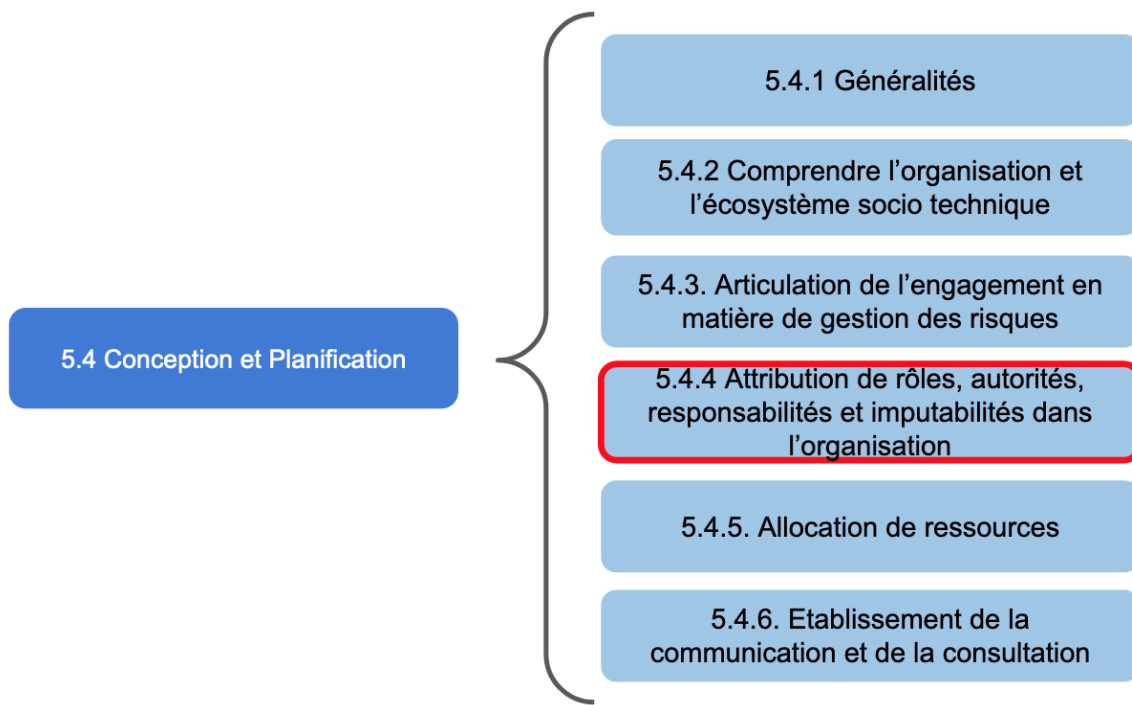 5.4.1 Généralités
5.4.2 Comprendre l’organisation et
l’écosystème socio technique
5.4.3. Articulation de l’engagement en
matière de gestion des risques
5.4 Conception et Planification
5.4.4 Attribution de rôles, autorités,
responsabilités et imputabilités dans
l’organisation
5.4.5. Allocation de ressources
5.4.6. Etablissement de la
communication et de la consultation